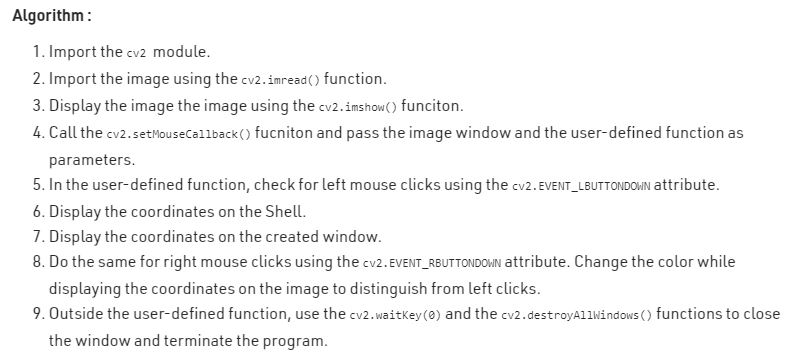 Algorithm :
1. Import the cv2 module.
2. Import the image using the cv2.imread() function.
3. Display the image the image using the cv2.imshow() funciton.
4. Call the cv2.setMouseCallback() fucniton and pass the image window and the user-defined function as
parameters.
5. In the user-defined function, check for left mouse clicks using the cv2.EVENT_LBUTTONDOWN attribute.
6. Display the coordinates on the Shell.
7. Display the coordinates on the created window.
8. Do the same for right mouse clicks using the cv2.EVENT_RBUTTONDOWN attribute. Change the color while
displaying the coordinates on the image to distinguish from left clicks.
9. Outside the user-defined function, use the cv2.waitKey(0) and the cv2.destroyAllWindows() functions to close
the window and terminate the program.